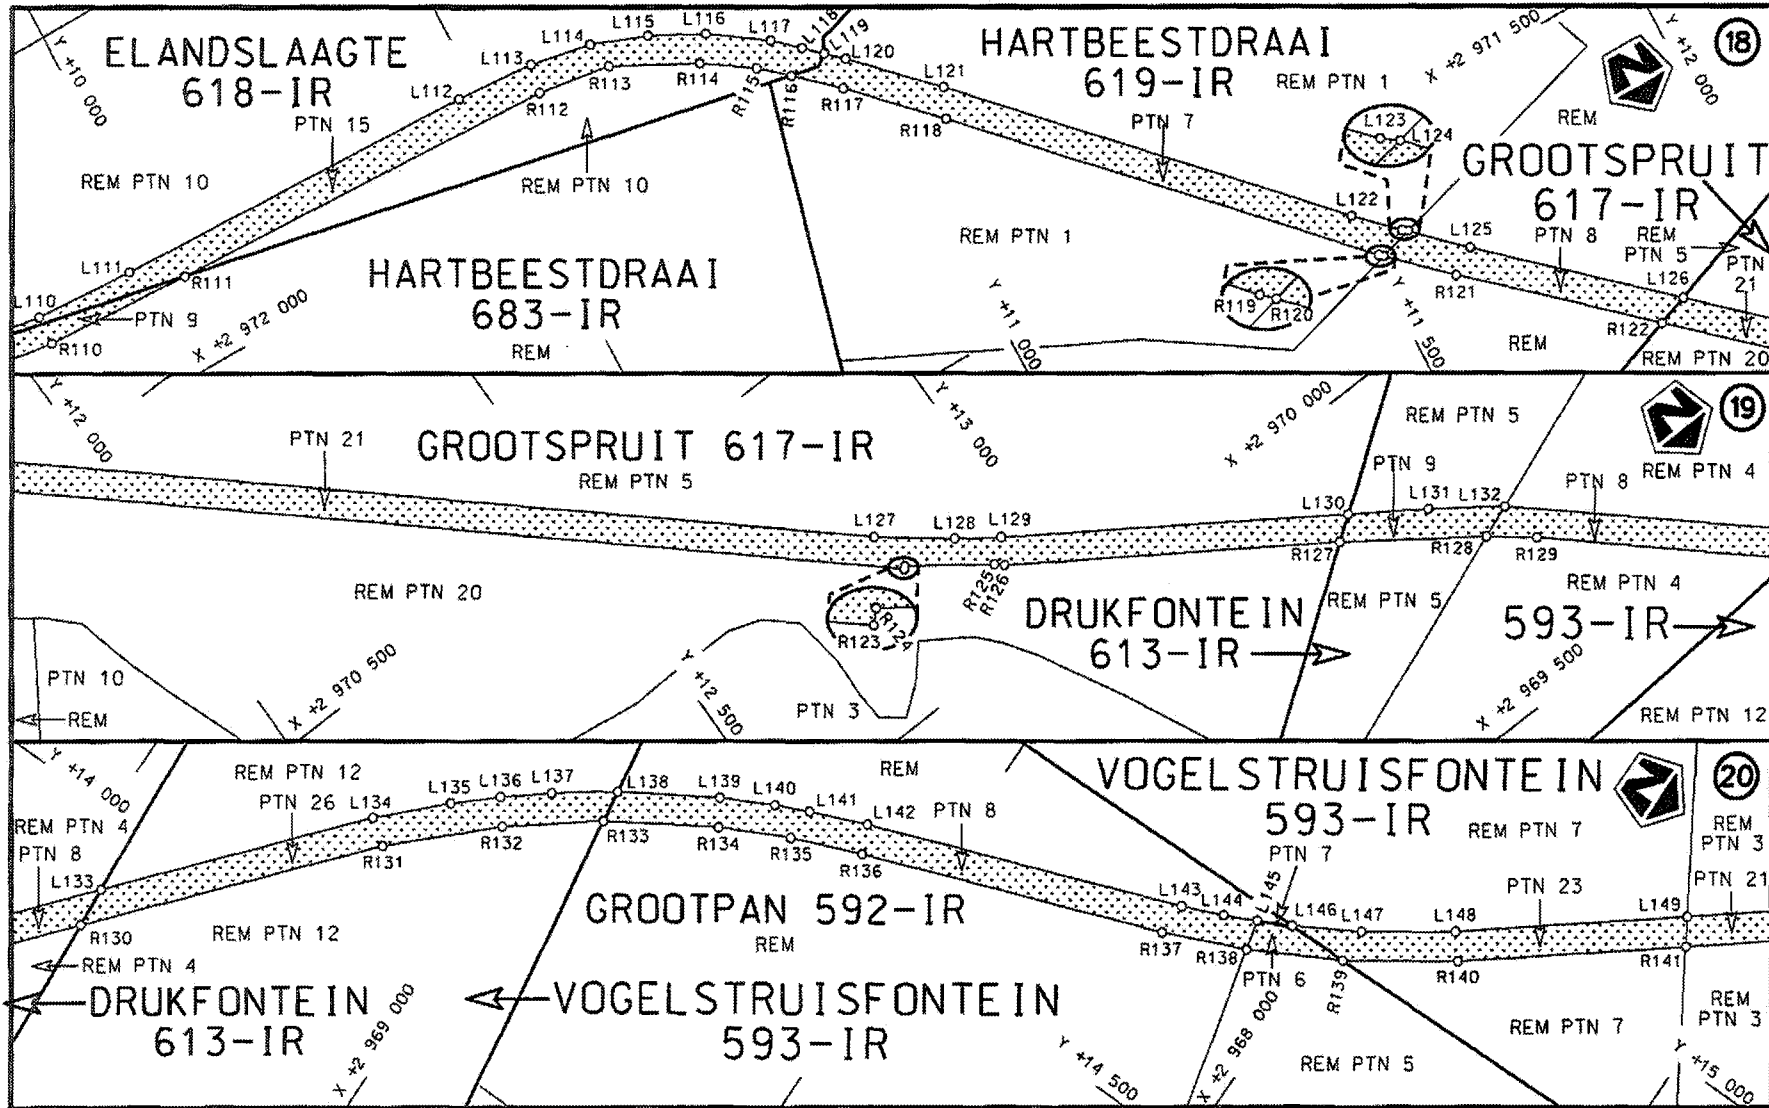 ELANDSLAAGTE
618-IR
PTN 15
REM PTN 10
Y +10 000
L110
L111
L112
L113
L114
L115
L116
L117
L118
L119
L120
L121
L122
L123
L124
L125
L126
R110
R111
R112
R113
R114
R115
R116
R117
R118
R119
R120
R121
R122
PTN 9
X +2 972 000
REM PTN 10
HARTBEESTDRAAI
683-IR
REM
HARTBEESTDRAAI
619-IR
REM PTN 1
PTN 7
REM PTN 1
Y +11 000
X +2 971 500
Y +11 500
Y +12 000
REM
GROOTSPRUIT
617-IR
PTN 8
REM
PTN 5
PTN
21
REM
REM PTN 20
N
18
Y +12 000
PTN 21
GROOTSPRUIT 617-IR
REM PTN 5
Y +13 000
X +2 970 000
REM PTN 5
PTN 9
PTN 8
REM PTN 4
N
19
L127
L128
L129
L130
L131
L132
R123
R124
R125
R126
R127
R128
R129
REM PTN 20
PTN 10
REM
X +2 970 500
Y +12 500
PTN 3
DRUKFONTEIN
613-IR
REM PTN 5
REM PTN 4
593-IR
X +2 969 500
REM PTN 12
Y +14 000
REM PTN 4
PTN 8
REM PTN 12
PTN 26
L133
L134
L135
L136
L137
L138
L139
L140
L141
L142
L143
L144
L145
L146
L147
L148
L149
R130
R131
R132
R133
R134
R135
R136
R137
R138
R139
R140
R141
REM
PTN 8
VOGELSTRUISFONTEIN
593-IR
REM PTN 7
PTN 7
PTN 23
REM
PTN 3
PTN 21
N
20
REM PTN 12
REM PTN 4
DRUKFONTEIN
613-IR
X +2 969 000
GROOTPAN 592-IR
REM
VOGELSTRUISFONTEIN
593-IR
Y +14 500
X +2 968 000
PTN 6
REM PTN 5
REM PTN 7
REM
PTN 3
Y +15 000